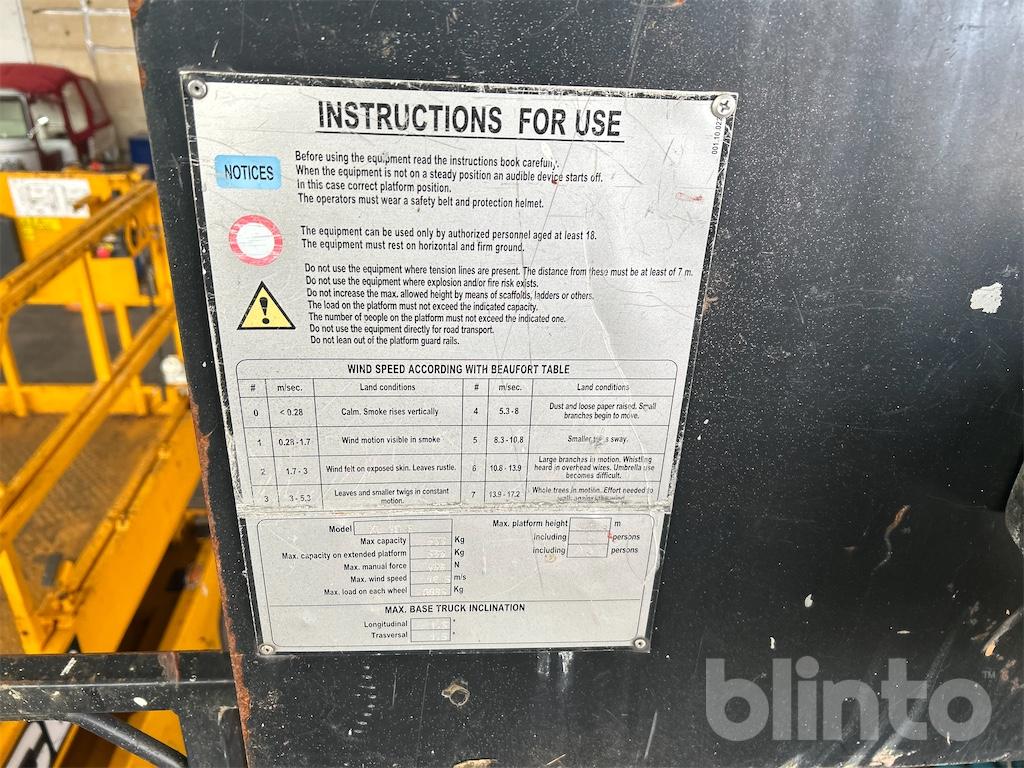 INSTRUCTIONS FOR USE
001.10.022
NOTICES
Before using the equipment read the instructions book carefully.
When the equipment is not on a steady position an audible device starts off.
In this case correct platform position.
The operators must wear a safety belt and protection helmet.
The equipment can be used only by authorized personnel aged at least 18.
The equipment must rest on horizontal and firm ground.
Do not use the equipment where tension lines are present. The distance from these must be at least of 7 m.
Do not use the equipment where explosion and/or fire risk exists.
Do not increase the max. allowed height by means of scaffolds, ladders or others.
The load on the platform must not exceed the indicated capacity.
The number of people on the platform must not exceed the indicated one.
Do not use the equipment directly for road transport.
Do not lean out of the platform guard rails.
WIND SPEED ACCORDING WITH BEAUFORT TABLE
# m/sec. Land conditions # m/sec. Land conditions
0 < 0.28 Calm. Smoke rises vertically 4 5.3 - 8 Dust and loose paper raised. Small
branches begin to move.
1 0.28 - 1.7 Wind motion visible in smoke 5 8.3 - 10.8 Smaller sway.
2 1.7 - 3 Wind felt on exposed skin. Leaves rustle. 6 10.8 - 13.9 Large branches in motion. Whistling
heard in overhead wires. Umbrella use
becomes difficult.
3 3 - 5.3 Leaves and smaller twigs in constant
motion. 7 13.9 - 17.2 Whole trees in motion. Effort needed to
Model
Max. capacity Kg
Max. capacity on extended platform Kg
Max. manual force N
Max. wind speed m/s
Max. load on each wheel Kg
Max. platform height m
including persons
including persons
MAX. BASE TRUCK INCLINATION
Longitudinal °
Trasversal °
blinto™